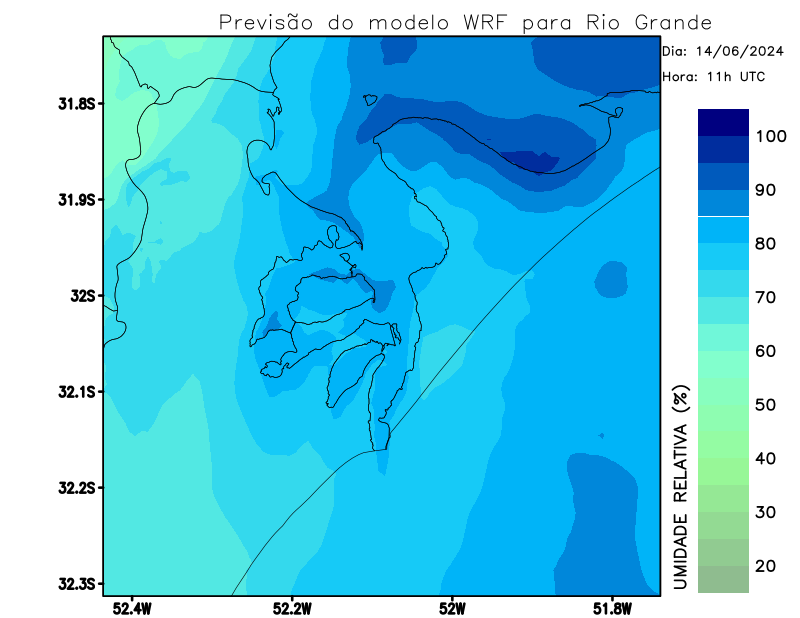 Previsão do modelo WRF para Rio Grande
Dia: 14/06/2024
Hora: 11h UTC
31.8S
31.9S
32S
32.1S
32.2S
32.3S
52.4W
52.2W
52W
51.8W
100
90
80
70
60
50
40
30
20
UMIDADE RELATIVA (%)